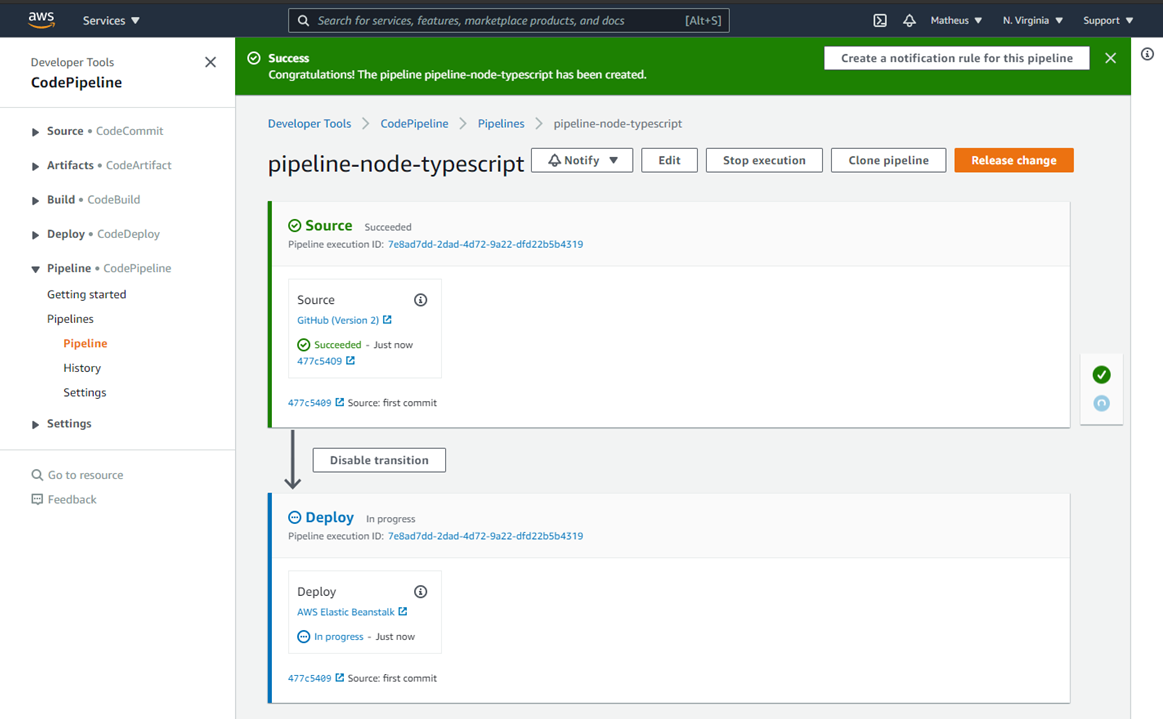 aws
Services
Search for services, features, marketplace products, and docs [Alt+S]
Matheus
N. Virginia
Support
Developer Tools
CodePipeline
Source • CodeCommit
Artifacts • CodeArtifact
Build • CodeBuild
Deploy • CodeDeploy
Pipeline • CodePipeline
Getting started
Pipelines
Pipeline
History
Settings
Settings
Go to resource
Feedback
Success
Congratulations! The pipeline pipeline-node-typescript has been created.
Create a notification rule for this pipeline
Developer Tools
CodePipeline
Pipelines
pipeline-node-typescript
pipeline-node-typescript
Notify
Edit
Stop execution
Clone pipeline
Release change
Source Succeeded
Pipeline execution ID: 7e8ad7dd-2dad-4d72-9a22-dfd22b5b4319
Source
GitHub (Version 2)
Succeeded - Just now
477c5409
477c5409 Source: first commit
Disable transition
Deploy In progress
Pipeline execution ID: 7e8ad7dd-2dad-4d72-9a22-dfd22b5b4319
Deploy
AWS Elastic Beanstalk
In progress - Just now
477c5409 Source: first commit